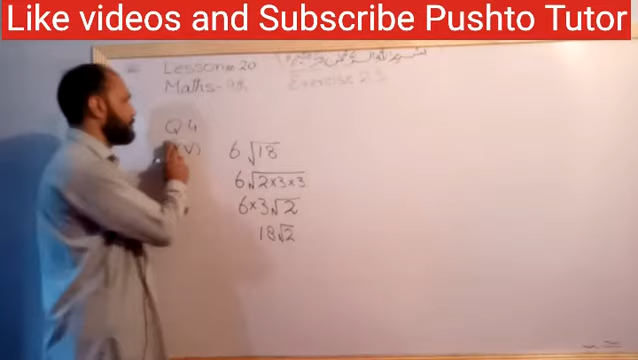 Like videos and Subscribe Pushto Tutor
Lesson 20
Maths-9th
Exercise 2.3
Q 4
(V) 6 √18
6 √2×3×3
6×3√2
18√2